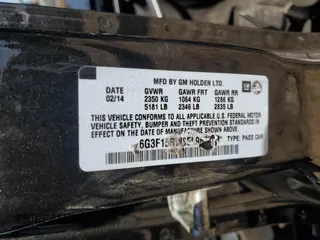 MFD BY GM HOLDEN LTD.
DATE GVWR GAWR FRT GAWR RR
02/14 2350 KG 1064 KG 1286 KG
5181 LB 2346 LB 2835 LB
GM
THIS VEHICLE CONFORMS TO ALL APPLICABLE U.S. FEDERAL MOTOR
VEHICLE SAFETY, BUMPER, AND THEFT PREVENTION STANDARDS
IN EFFECT ON THE DATE OF MANUFACTURE SHOWN ABOVE.
TYPE: PASS CAR